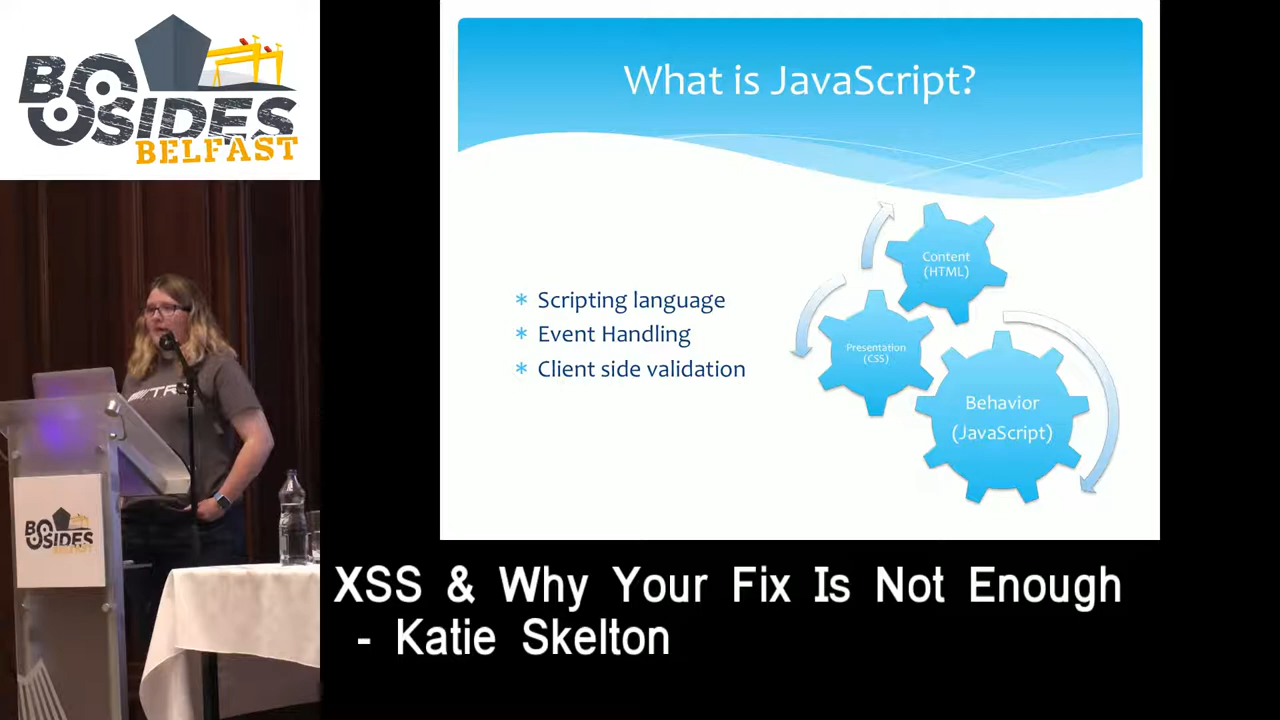 BSIDES
BELFAST
What is JavaScript?
Content
(HTML)
* Scripting language
* Event Handling
* Client side validation
Presentation
(CSS)
Behavior
(JavaScript)
BSIDES
BELFAST
XSS & Why Your Fix Is Not Enough
- Katie Skelton